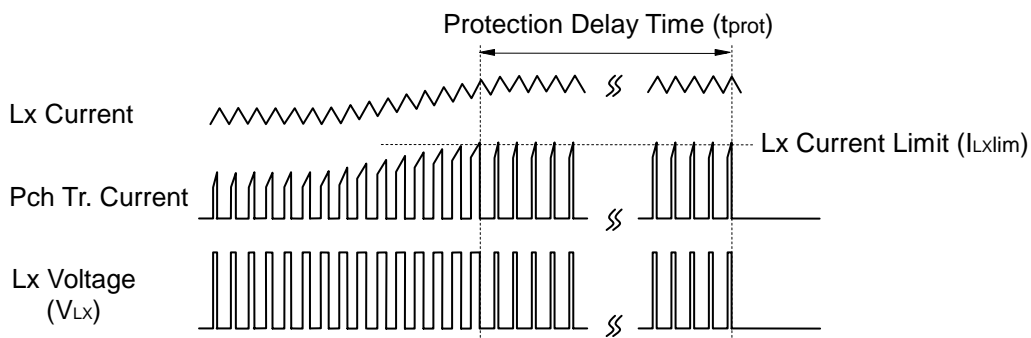 Protection Delay Time (tprot)
Lx Current
Lx Current Limit (ILXlim)
Pch Tr. Current
Lx Voltage
(VLX)